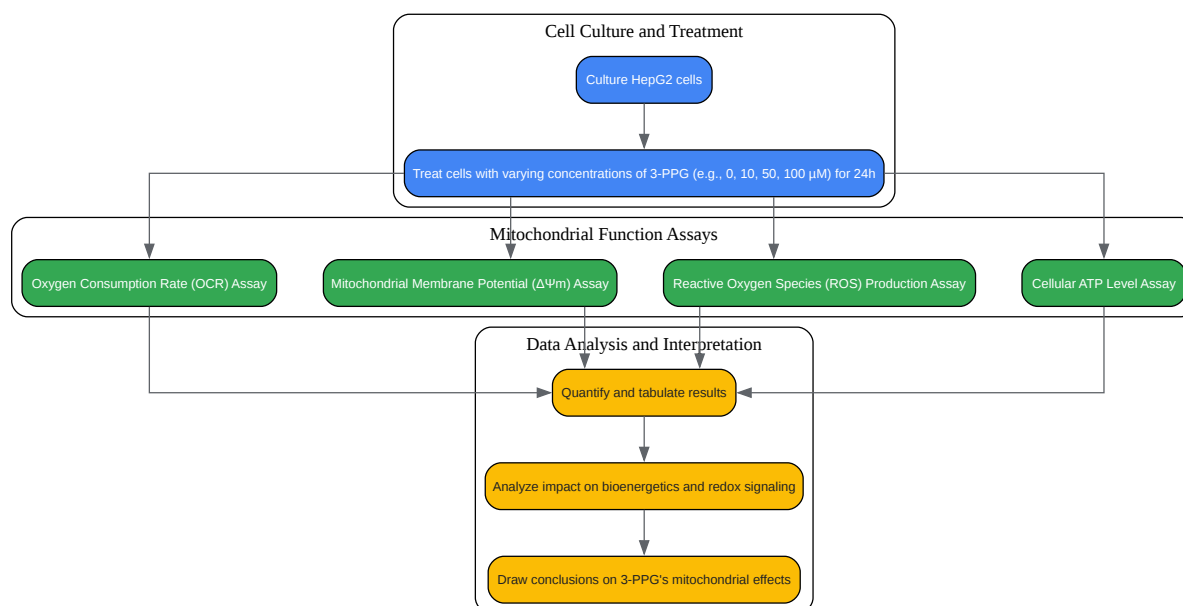 Cell Culture and Treatment
Culture HepG2 cells
Treat cells with varying concentrations of 3-PPG (e.g., 0, 10, 50, 100 µM) for 24h
Mitochondrial Function Assays
Oxygen Consumption Rate (OCR) Assay
Mitochondrial Membrane Potential (ΔΨm) Assay
Reactive Oxygen Species (ROS) Production Assay
Cellular ATP Level Assay
Data Analysis and Interpretation
Quantify and tabulate results
Analyze impact on bioenergetics and redox signaling
Draw conclusions on 3-PPG's mitochondrial effects